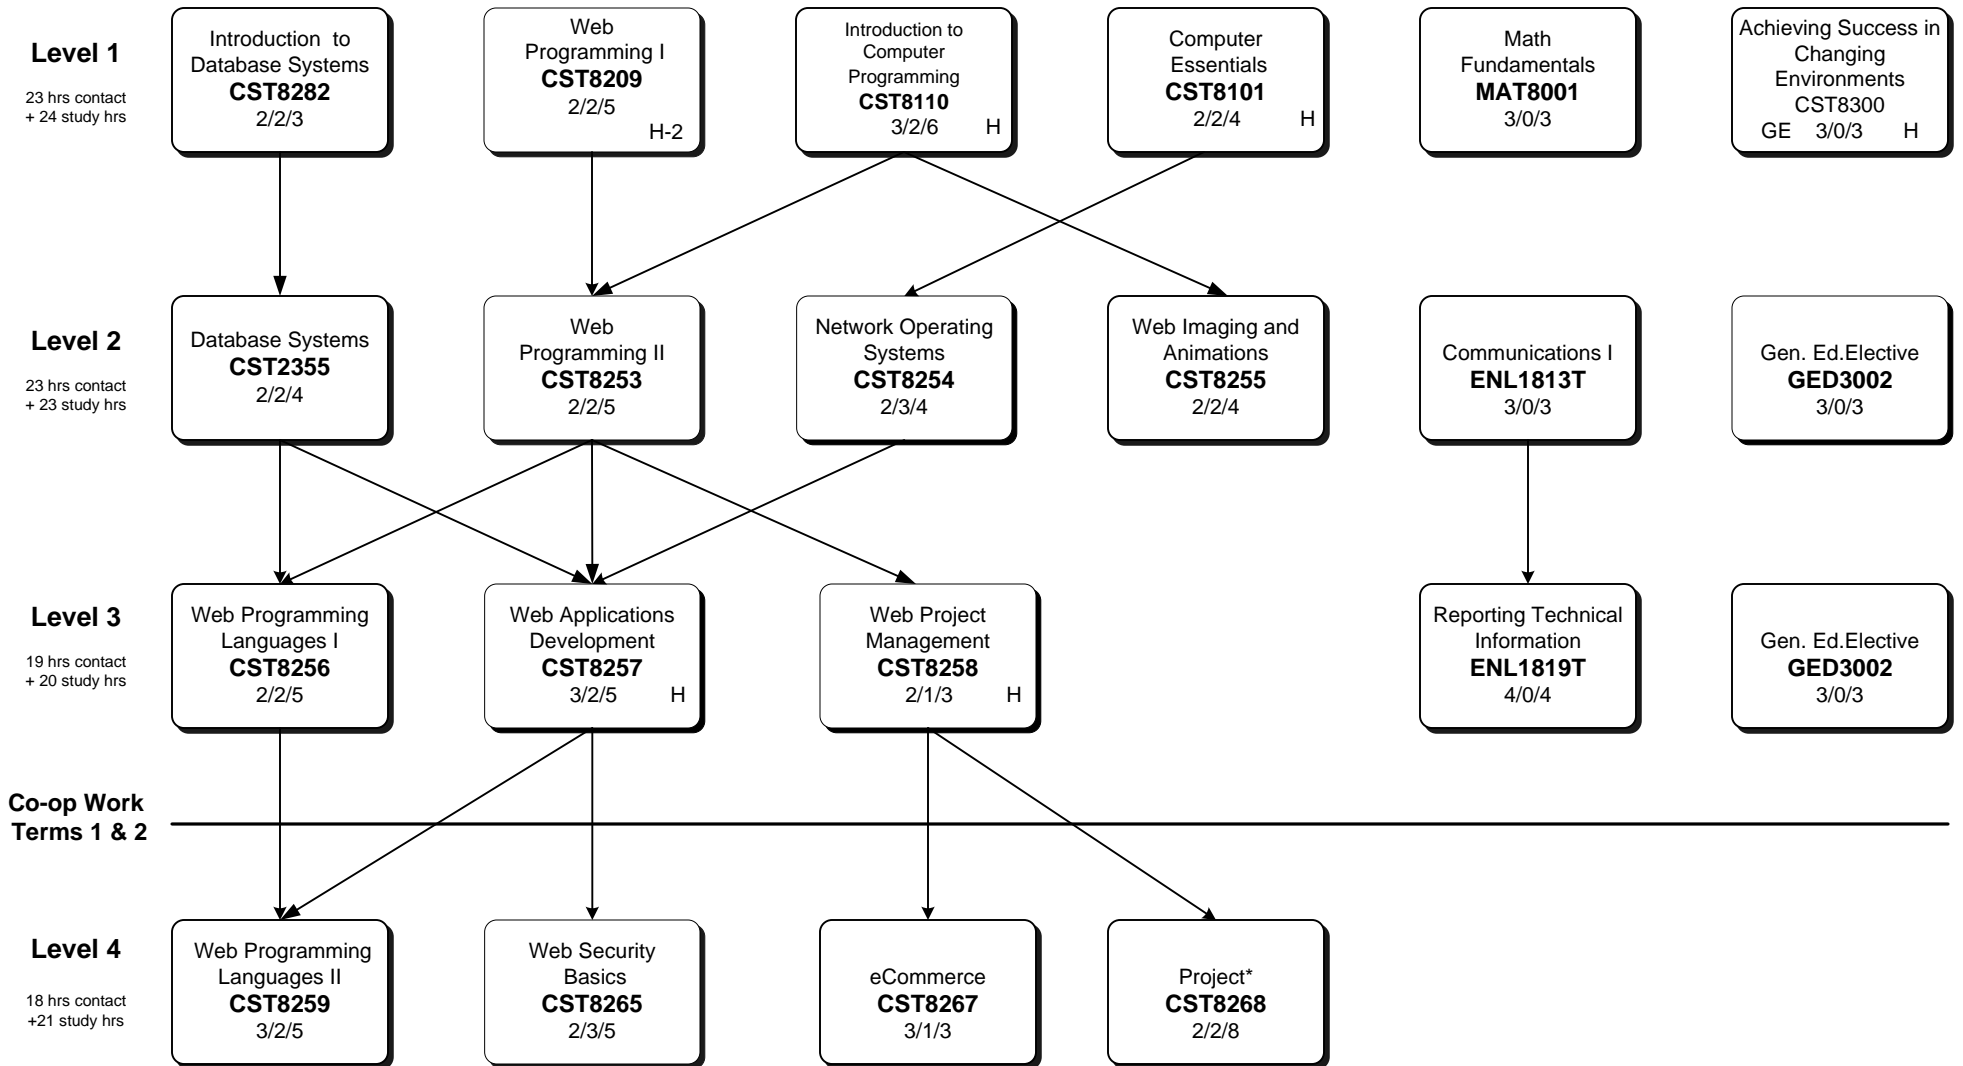 Level 1
23 hrs contact
+ 24 study hrs
Introduction to
Database Systems
CST8282
2/2/3
Web
Programming I
CST8209
2/2/5
H-2
Introduction to
Computer
Programming
CST8110
3/2/6 H
Computer
Essentials
CST8101
2/2/4 H
Math
Fundamentals
MAT8001
3/0/3
Achieving Success in
Changing
Environments
CST8300
GE 3/0/3 H
Level 2
23 hrs contact
+ 23 study hrs
Database Systems
CST2355
2/2/4
Web
Programming II
CST8253
2/2/5
Network Operating
Systems
CST8254
2/3/4
Web Imaging and
Animations
CST8255
2/2/4
Communications I
ENL1813T
3/0/3
Gen. Ed.Elective
GED3002
3/0/3
Level 3
19 hrs contact
+ 20 study hrs
Web Programming
Languages I
CST8256
2/2/5
Web Applications
Development
CST8257
3/2/5 H
Web Project
Management
CST8258
2/1/3 H
Reporting Technical
Information
ENL1819T
4/0/4
Gen. Ed.Elective
GED3002
3/0/3
Co-op Work
Terms 1 & 2
Level 4
18 hrs contact
+21 study hrs
Web Programming
Languages II
CST8259
3/2/5
Web Security
Basics
CST8265
2/3/5
eCommerce
CST8267
3/1/3
Project*
CST8268
2/2/8